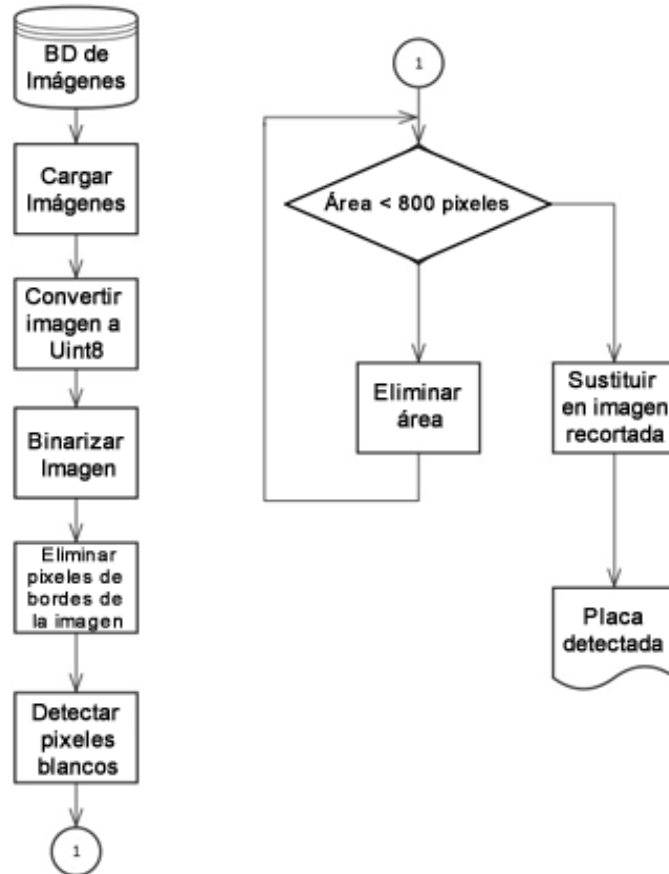 BD de
Imágenes
Cargar
Imágenes
Convertir
imagen a
Uint8
Binarizar
Imagen
Eliminar
pixeles de
bordes de
la imagen
Detectar
pixeles
blancos
1
1
Área < 800 pixeles
Eliminar
área
Sustituir
en imagen
recortada
Placa
detectada